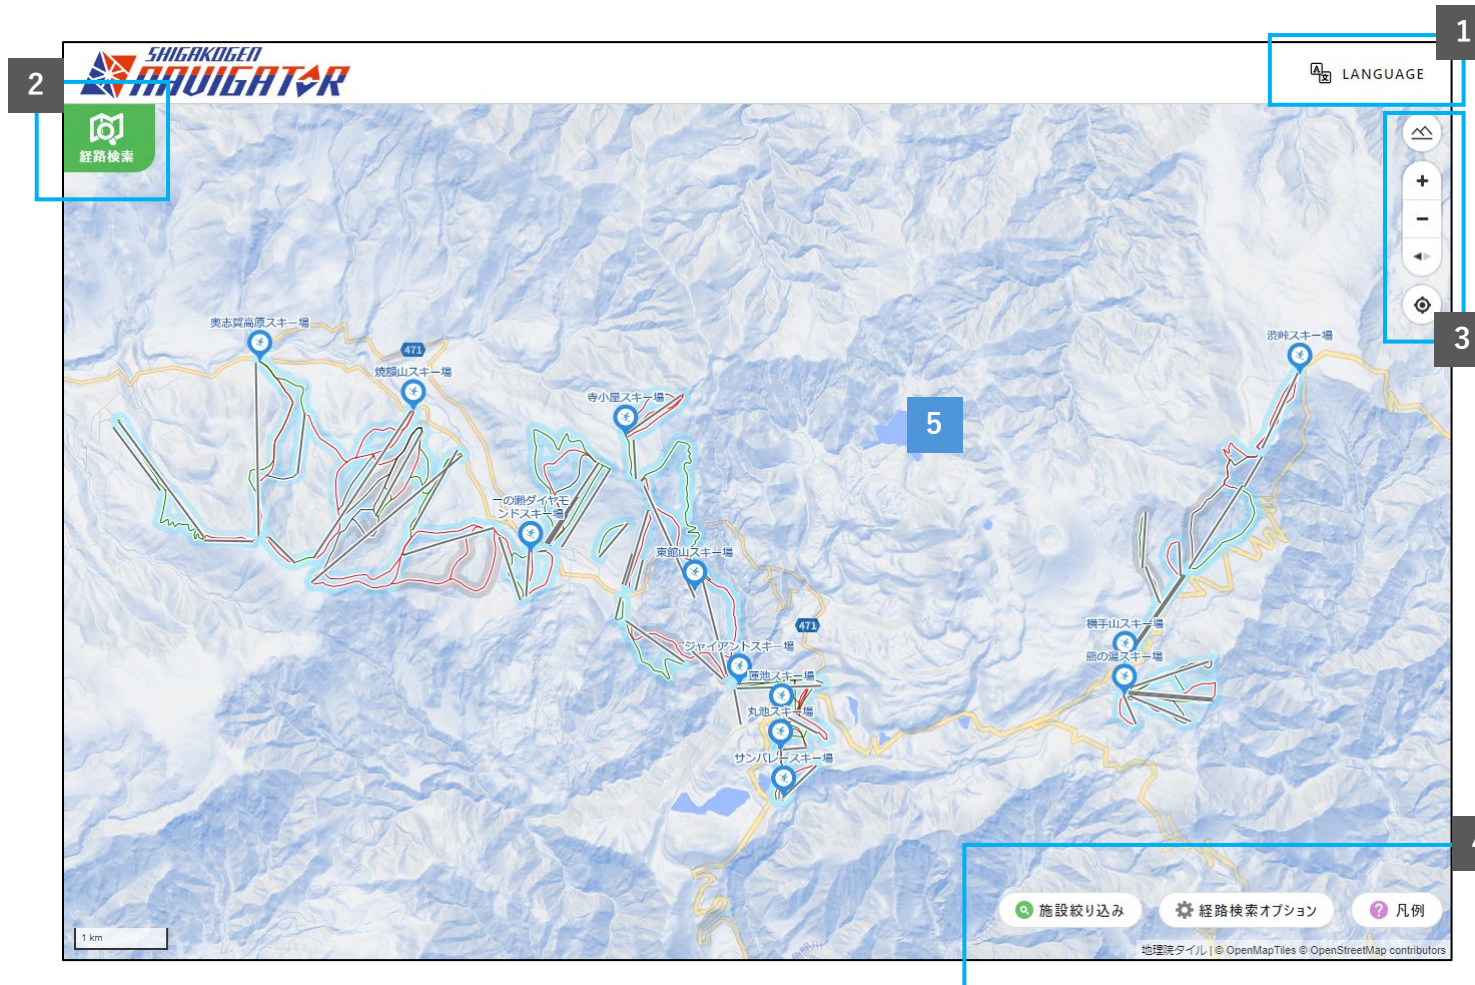 1
SHIGAKOGEN
NAVIGATOR
LANGUAGE
2
経路検索
3
奥志賀高原スキー場
471
焼額山スキー場
寺小屋スキー場
渋峠スキー場
5
一の瀬ダイヤモ
ンドスキー場
東館山スキー場
471
ジャイアントスキー場
蓮池スキー場
丸池スキー場
サンバレースキー場
横手山スキー場
熊の湯スキー場
4
施設絞り込み
経路検索オプション
凡例
1 km
地理院タイル | © OpenMapTiles © OpenStreetMap contributors